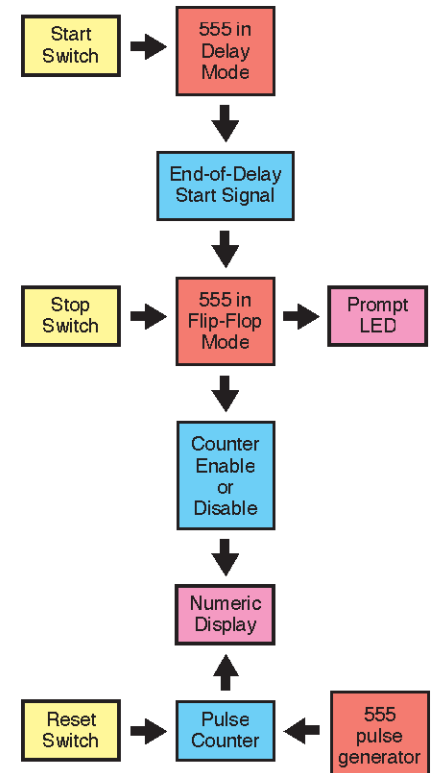 Start
Switch
555 in
Delay
Mode
End-of-Delay
Start Signal
Stop
Switch
555 in
Flip-Flop
Mode
Prompt
LED
Counter
Enable
or
Disable
Numeric
Display
Reset
Switch
Pulse
Counter
555
pulse
generator